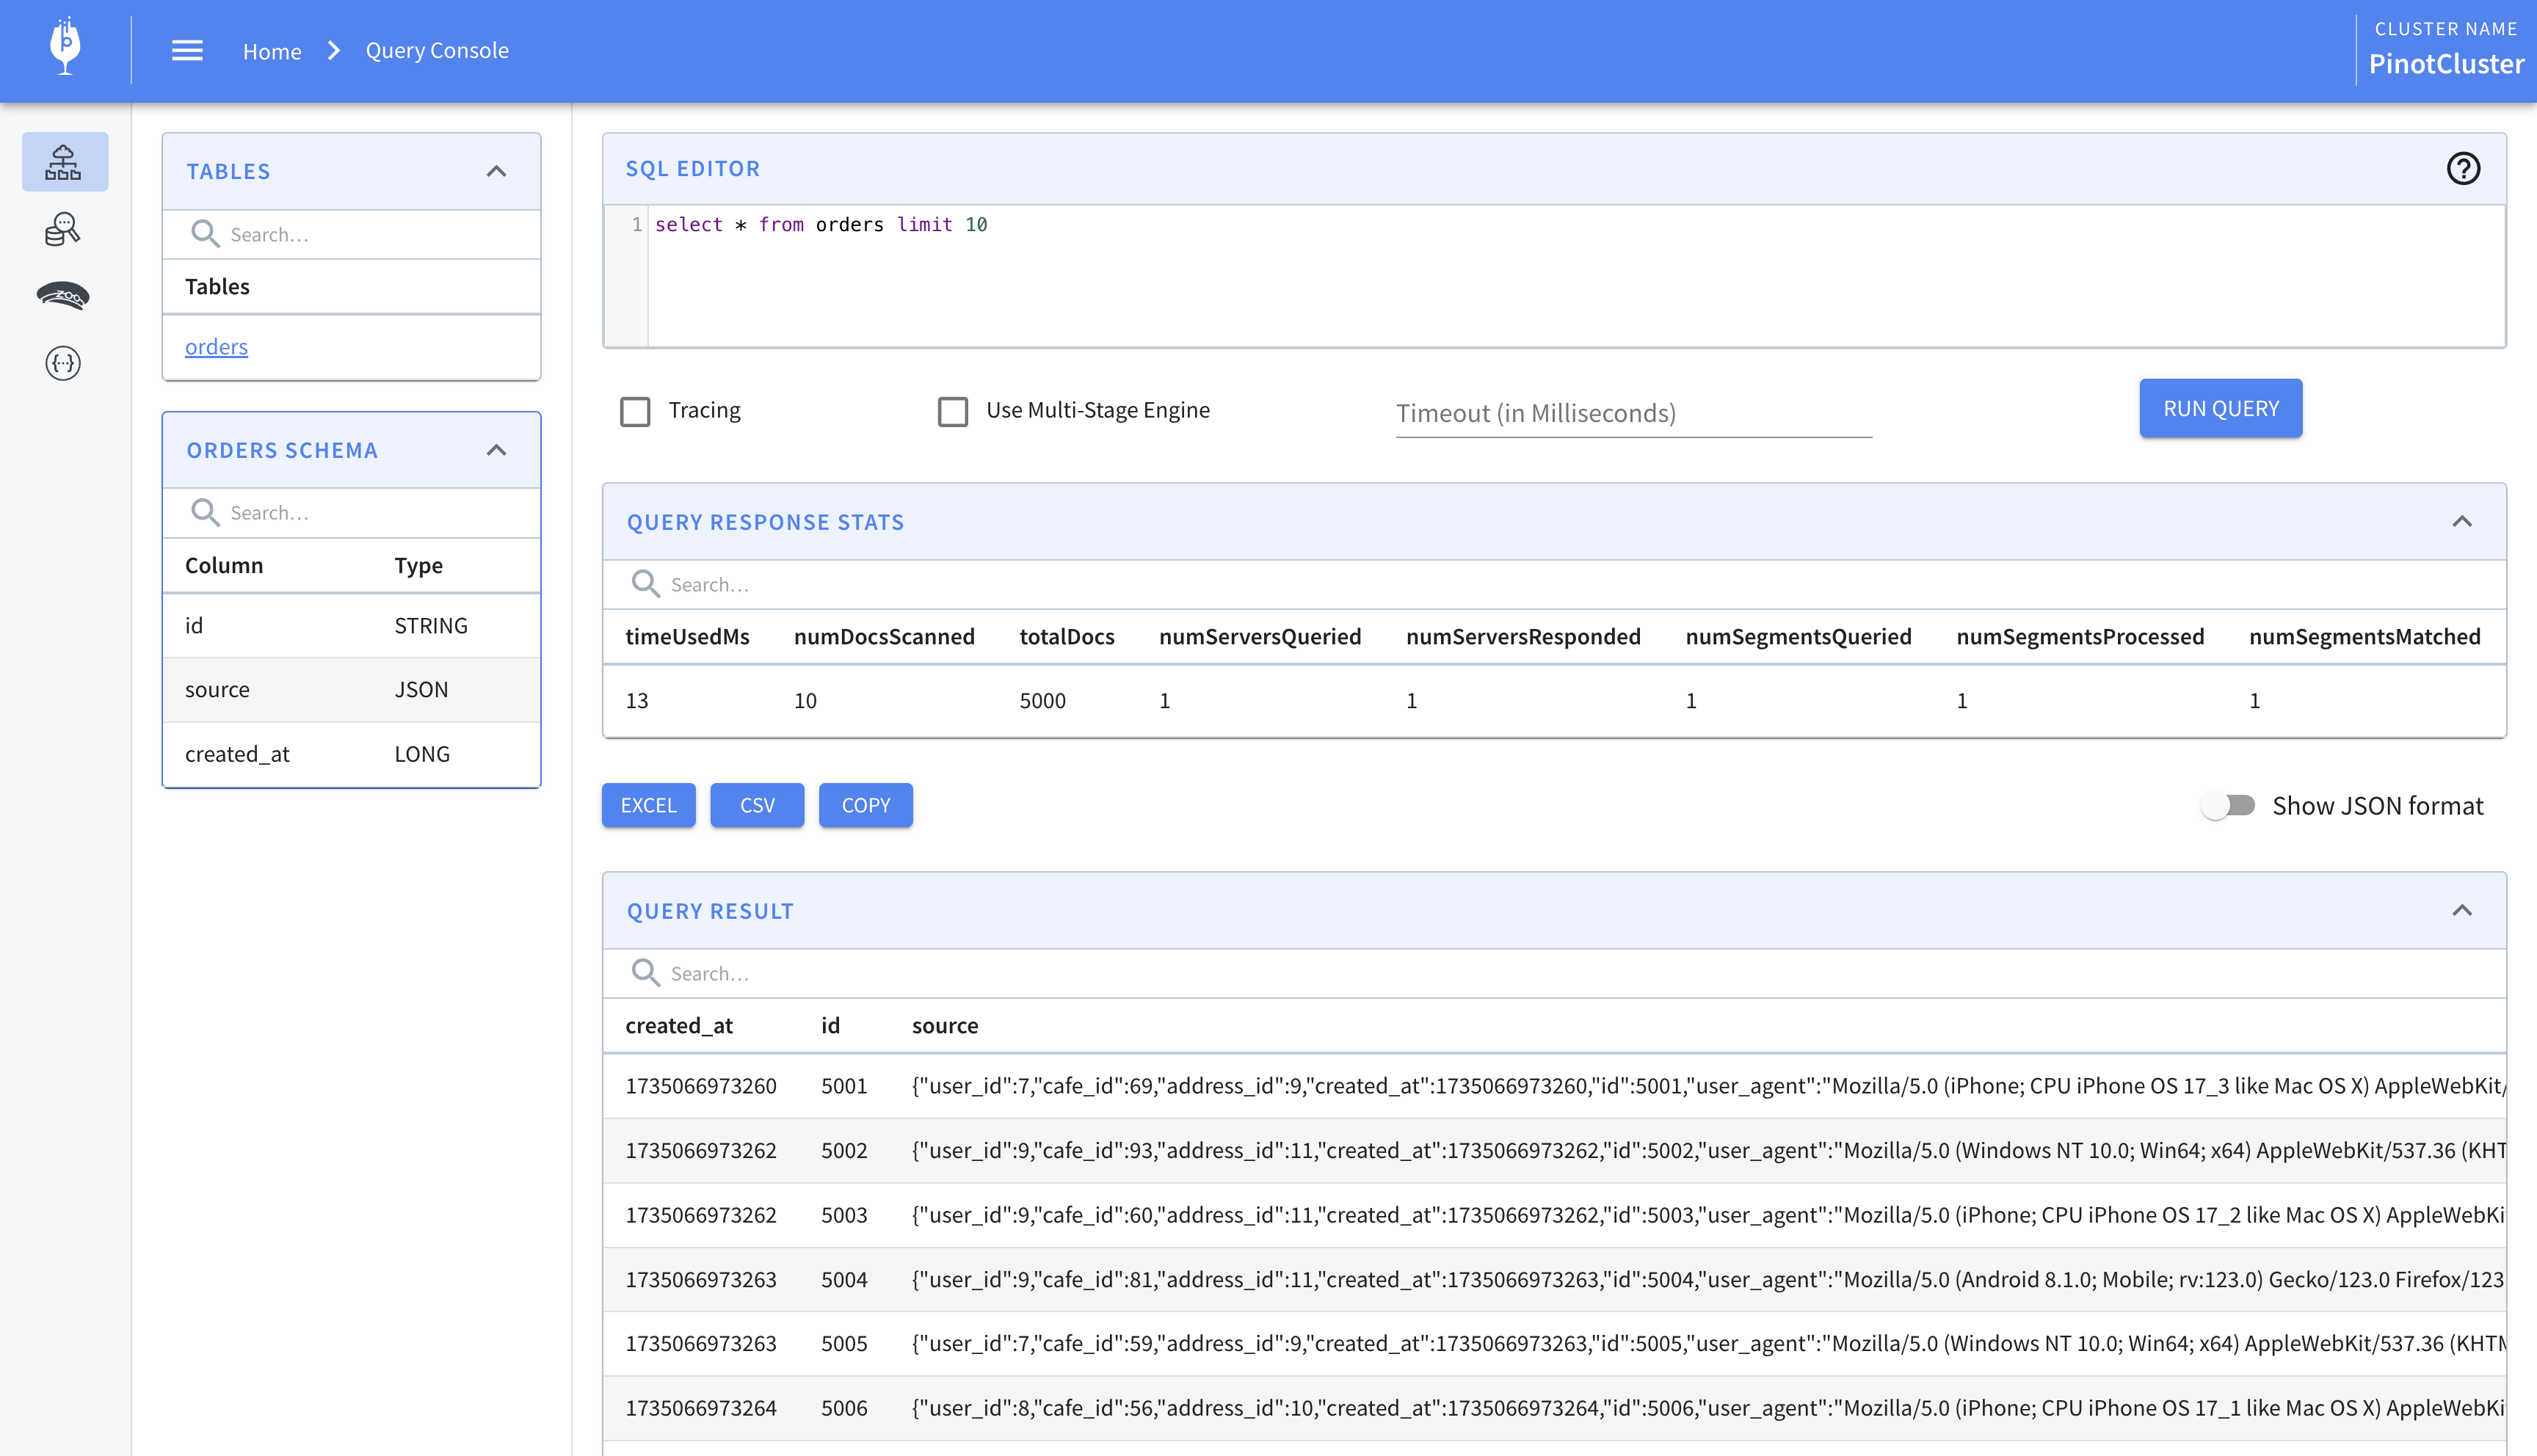 Home
Query Console
CLUSTER NAME
PinotCluster
TABLES
Search…
Tables
orders
ORDERS SCHEMA
Search…
Column Type
id STRING
source JSON
created_at LONG
SQL EDITOR
1 select * from orders limit 10
Tracing
Use Multi-Stage Engine
Timeout (in Milliseconds)
RUN QUERY
QUERY RESPONSE STATS
Search…
timeUsedMs numDocsScanned totalDocs numServersQueried numServersResponded numSegmentsQueried numSegmentsProcessed numSegmentsMatched
13 10 5000 1 1 1 1 1
EXCEL
CSV
COPY
Show JSON format
QUERY RESULT
Search…
created_at id source
1735066973260 5001 {"user_id":7,"cafe_id":69,"address_id":9,"created_at":1735066973260,"id":5001,"user_agent":"Mozilla/5.0 (iPhone; CPU iPhone OS 17_3 like Mac OS X) AppleWebKit/
1735066973262 5002 {"user_id":9,"cafe_id":93,"address_id":11,"created_at":1735066973262,"id":5002,"user_agent":"Mozilla/5.0 (Windows NT 10.0; Win64; x64) AppleWebKit/537.36 (KHT
1735066973262 5003 {"user_id":9,"cafe_id":60,"address_id":11,"created_at":1735066973262,"id":5003,"user_agent":"Mozilla/5.0 (iPhone; CPU iPhone OS 17_2 like Mac OS X) AppleWebKi
1735066973263 5004 {"user_id":9,"cafe_id":81,"address_id":11,"created_at":1735066973263,"id":5004,"user_agent":"Mozilla/5.0 (Android 8.1.0; Mobile; rv:123.0) Gecko/123.0 Firefox/123
1735066973263 5005 {"user_id":7,"cafe_id":59,"address_id":9,"created_at":1735066973263,"id":5005,"user_agent":"Mozilla/5.0 (Windows NT 10.0; Win64; x64) AppleWebKit/537.36 (KHTM
1735066973264 5006 {"user_id":8,"cafe_id":56,"address_id":10,"created_at":1735066973264,"id":5006,"user_agent":"Mozilla/5.0 (iPhone; CPU iPhone OS 17_1 like Mac OS X) AppleWebKi